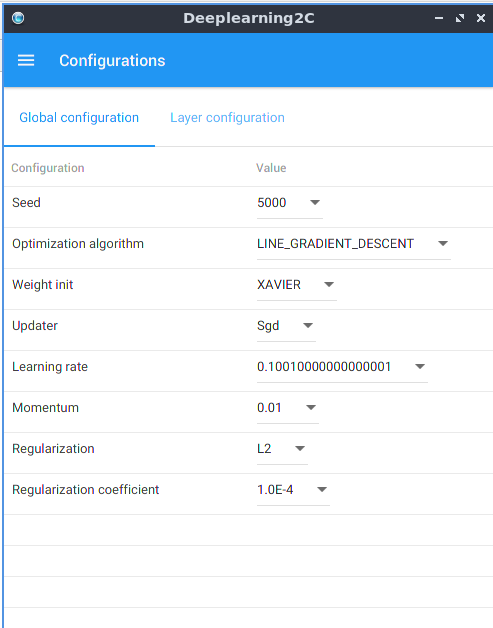 Deeplearning2C
Configurations
Global configuration Layer configuration
Configuration Value
Seed 5000
Optimization algorithm LINE_GRADIENT_DESCENT
Weight init XAVIER
Updater Sgd
Learning rate 0.10010000000000001
Momentum 0.01
Regularization L2
Regularization coefficient 1.0E-4